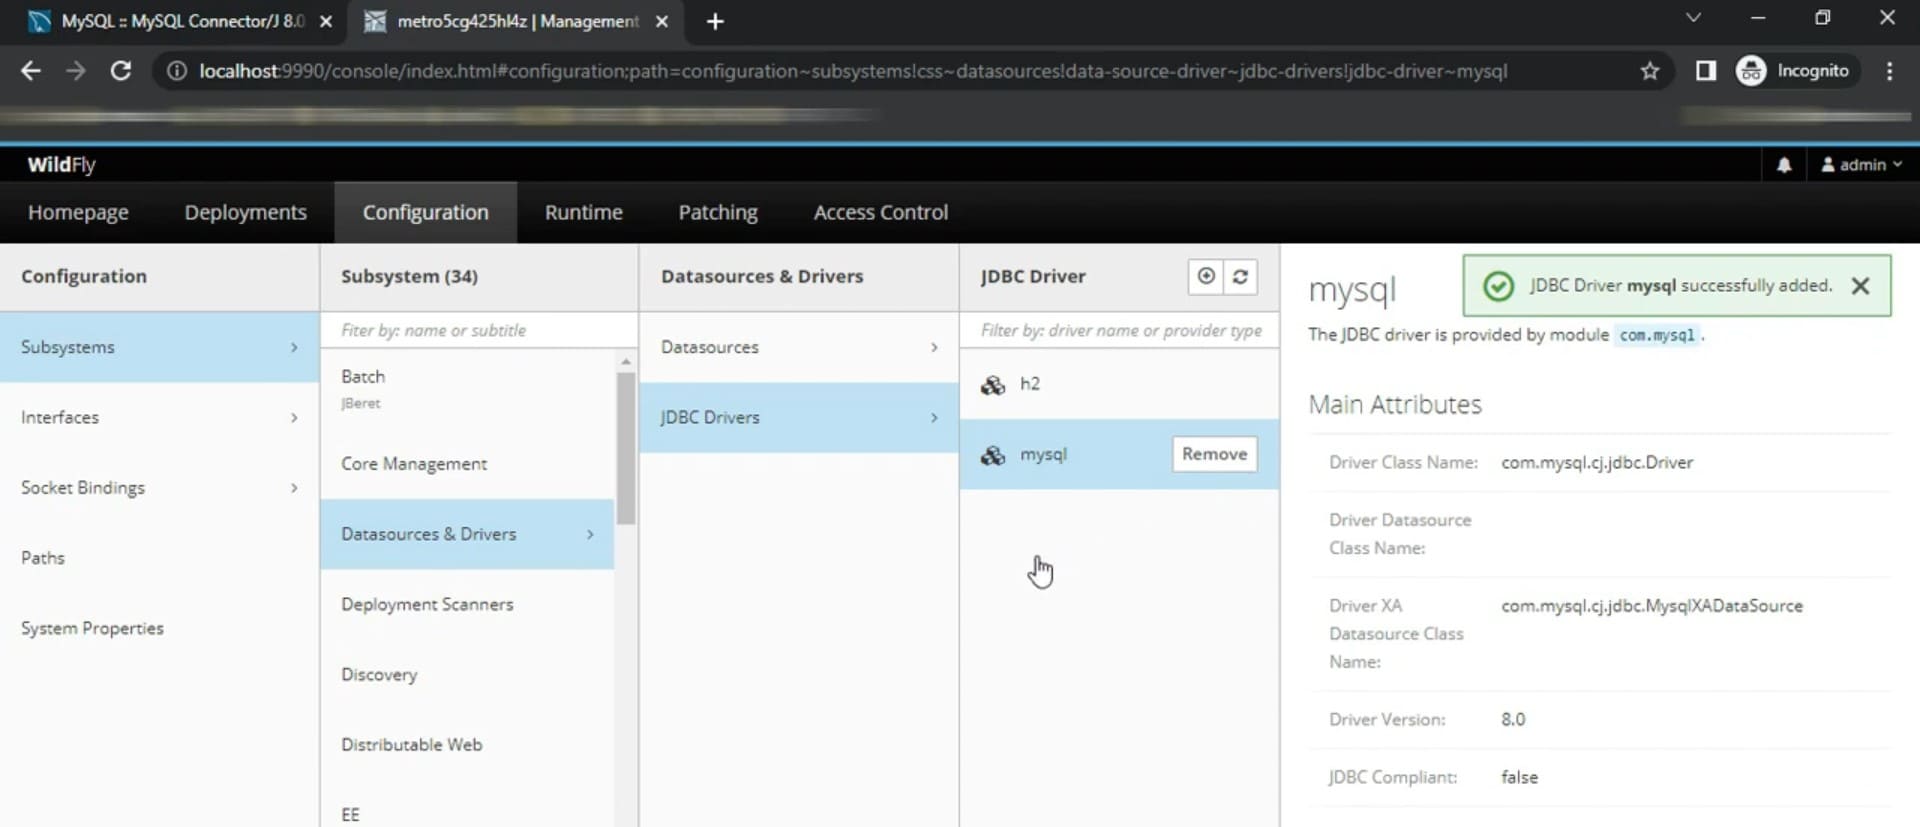 MySQL :: MySQL Connector/J 8.0
metro5cg425hl4z | Management
localhost:9990/console/index.html#configuration;path=configuration~subsystems!css~datasources!data-source-driver~jdbc-drivers!jdbc-driver~mysql
Incognito
WildFly
admin
Homepage
Deployments
Configuration
Runtime
Patching
Access Control
Configuration
Subsystems
Interfaces
Socket Bindings
Paths
System Properties
Subsystem (34)
Fiter by: name or subtitle
Batch
JBeret
Core Management
Datasources & Drivers
Deployment Scanners
Discovery
Distributable Web
EE
Datasources & Drivers
Datasources
JDBC Drivers
JDBC Driver
Filter by: driver name or provider type
h2
mysql
Remove
mysql
JDBC Driver mysql successfully added.
The JDBC driver is provided by module com.mysql .
Main Attributes
Driver Class Name: com.mysql.cj.jdbc.Driver
Driver Datasource
Class Name:
Driver XA com.mysql.cj.jdbc.MysqlXADataSource
Datasource Class
Name:
Driver Version: 8.0
JDBC Compliant: false